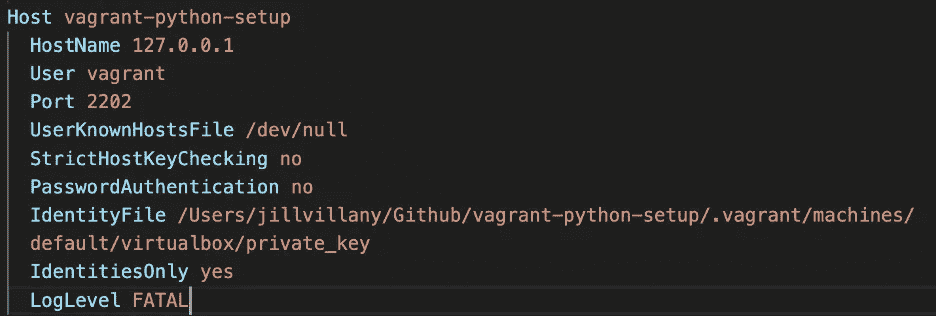 Host vagrant-python-setup
HostName 127.0.0.1
User vagrant
Port 2202
UserKnownHostsFile /dev/null
StrictHostKeyChecking no
PasswordAuthentication no
IdentityFile /Users/jillvillany/Github/vagrant-python-setup/.vagrant/machines/
default/virtualbox/private_key
IdentitiesOnly yes
LogLevel FATAL